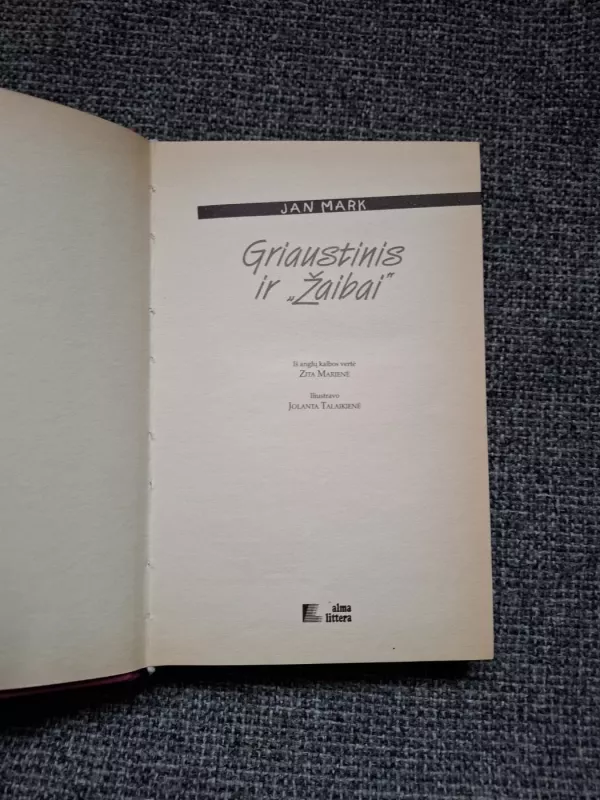 JAN MARK
Griaustinis
ir „Žaibai"
Iš anglų kalbos vertė
ZITA MARIENĖ
Iliustravo
JOLANTA TALAIKIENĖ
alma
littera